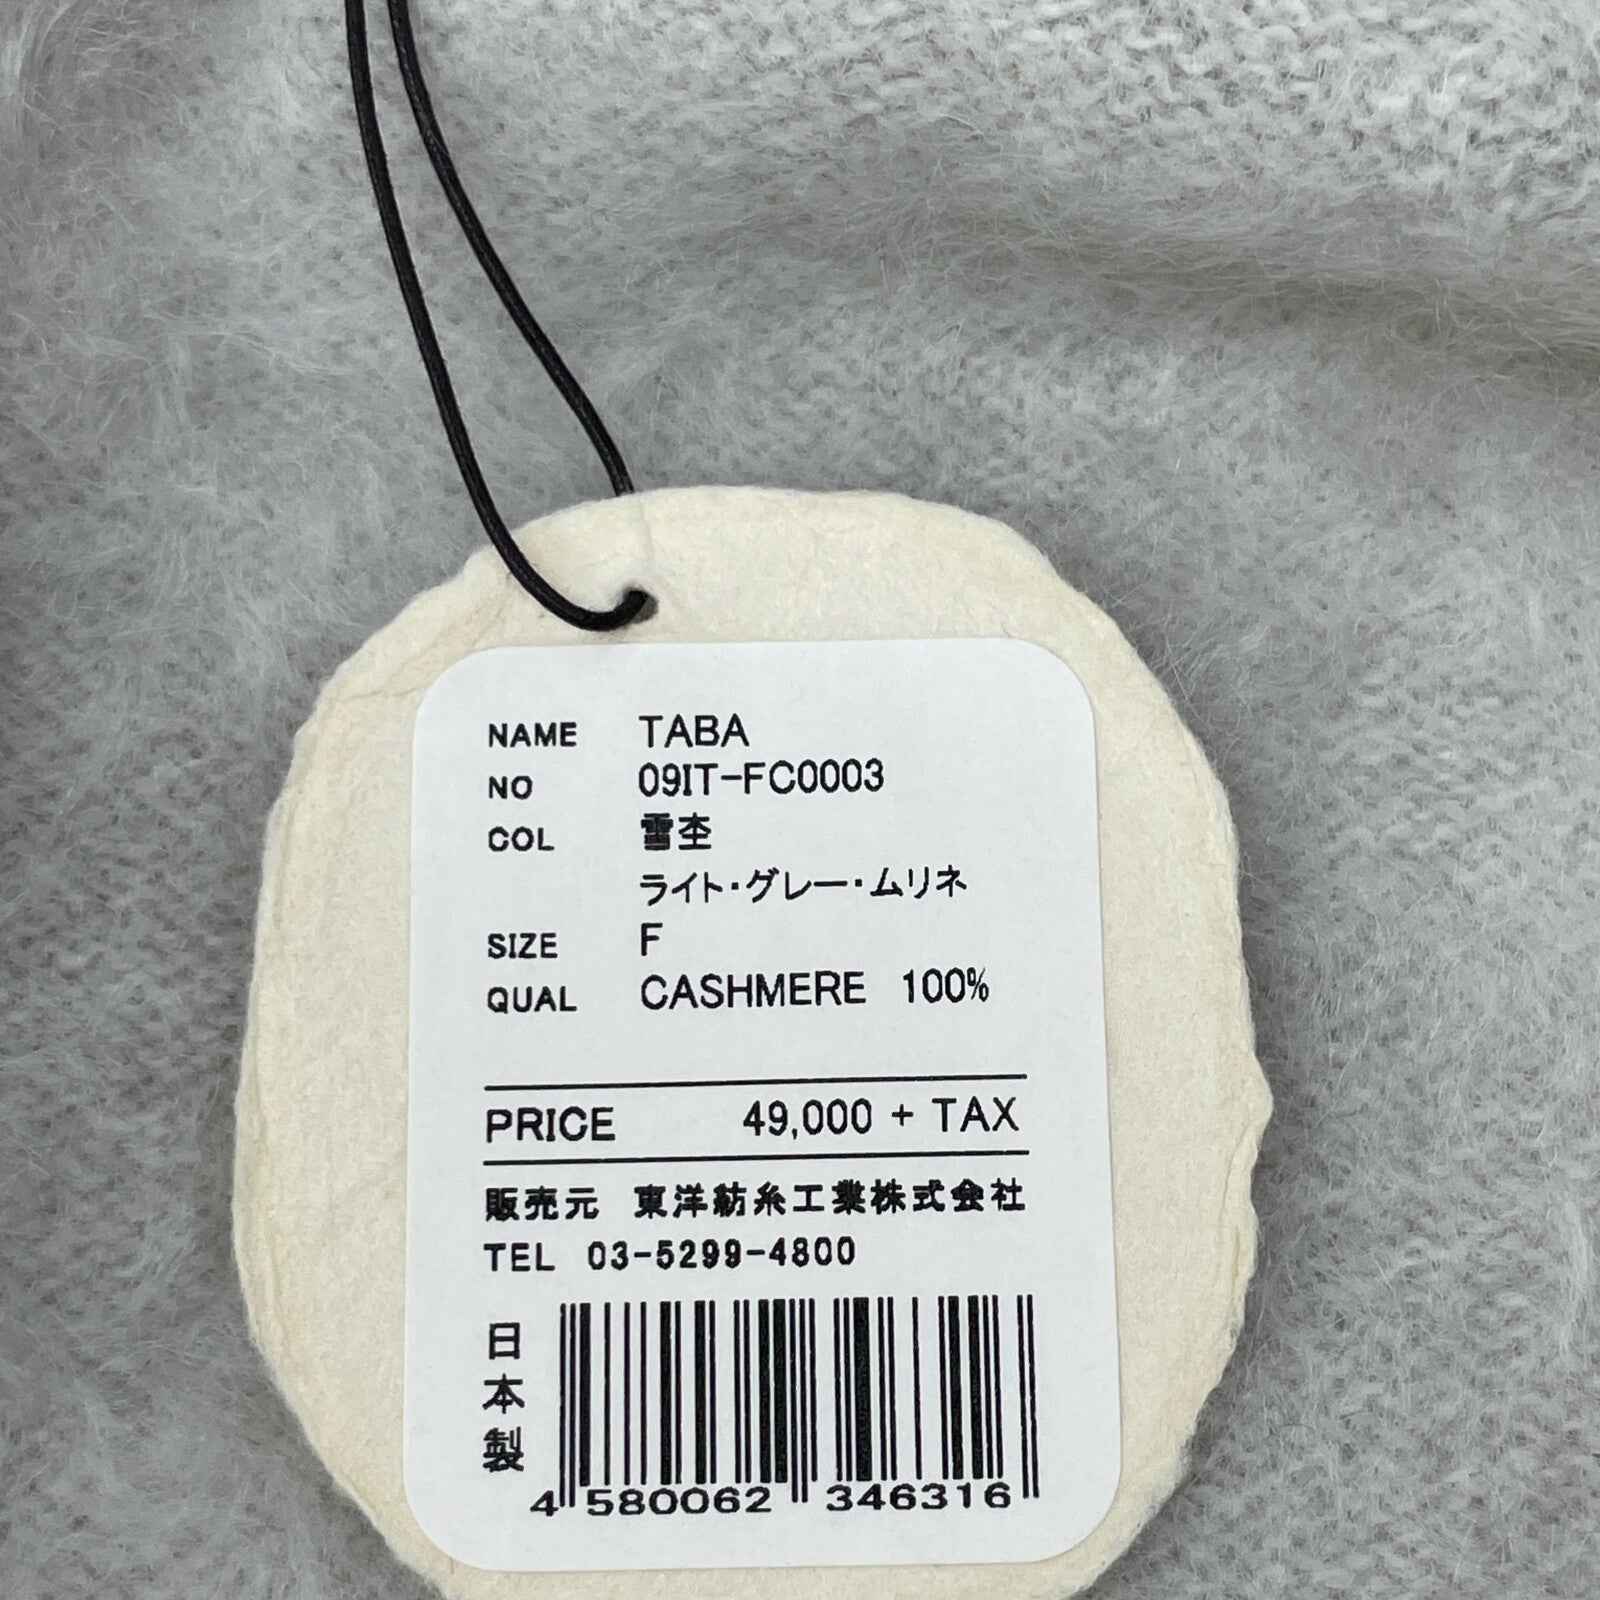 NAME TABA
NO 09IT-FC0003
COL 雪杢
ライト・グレー・ムリネ
SIZE F
QUAL CASHMERE 100%
PRICE 49,000 + TAX
販売元 東洋紡糸工業株式会社
TEL 03-5299-4800
日本製
4 580062 346316